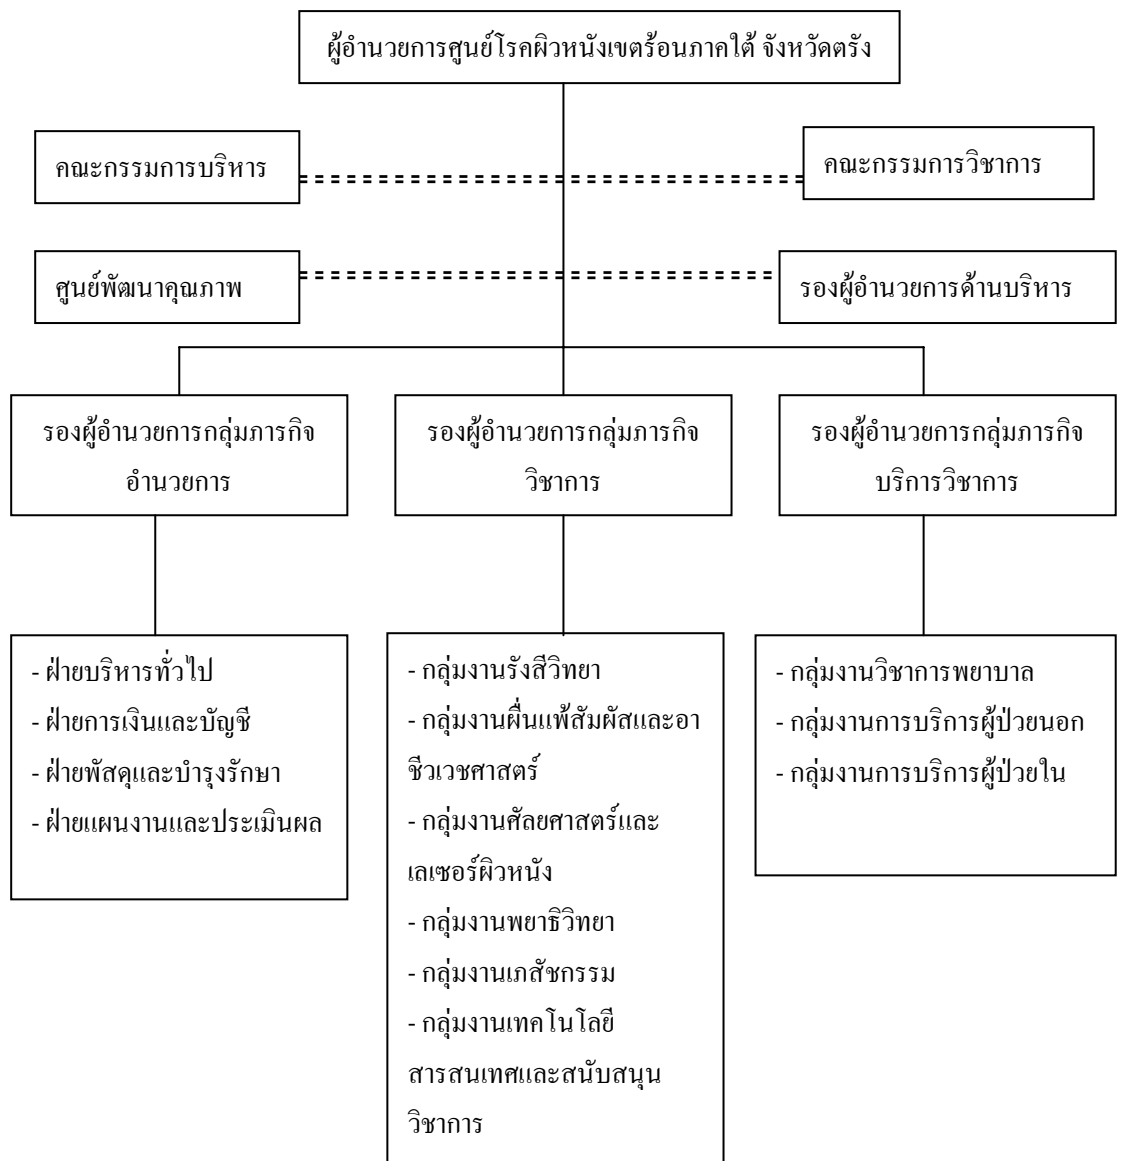 ผู้อำนวยการศูนย์โรคผิวหนังเขตร้อนภาคใต้ จังหวัดตรัง
คณะกรรมการบริหาร
คณะกรรมการวิชาการ
ศูนย์พัฒนาคุณภาพ
รองผู้อำนวยการด้านบริหาร
รองผู้อำนวยการกลุ่มภารกิจ
อำนวยการ
รองผู้อำนวยการกลุ่มภารกิจ
วิชาการ
รองผู้อำนวยการกลุ่มภารกิจ
บริการวิชาการ
- ฝ่ายบริหารทั่วไป
- ฝ่ายการเงินและบัญชี
- ฝ่ายพัสดุและบำรุงรักษา
- ฝ่ายแผนงานและประเมินผล
- กลุ่มงานรังสีวิทยา
- กลุ่มงานผื่นแพ้สัมผัสและอา
ชีวเวชศาสตร์
- กลุ่มงานศัลยศาสตร์และ
เลเซอร์ผิวหนัง
- กลุ่มงานพยาธิวิทยา
- กลุ่มงานเภสัชกรรม
- กลุ่มงานเทคโนโลยี
สารสนเทศและสนับสนุน
วิชาการ
- กลุ่มงานวิชาการพยาบาล
- กลุ่มงานการบริการผู้ป่วยนอก
- กลุ่มงานการบริการผู้ป่วยใน